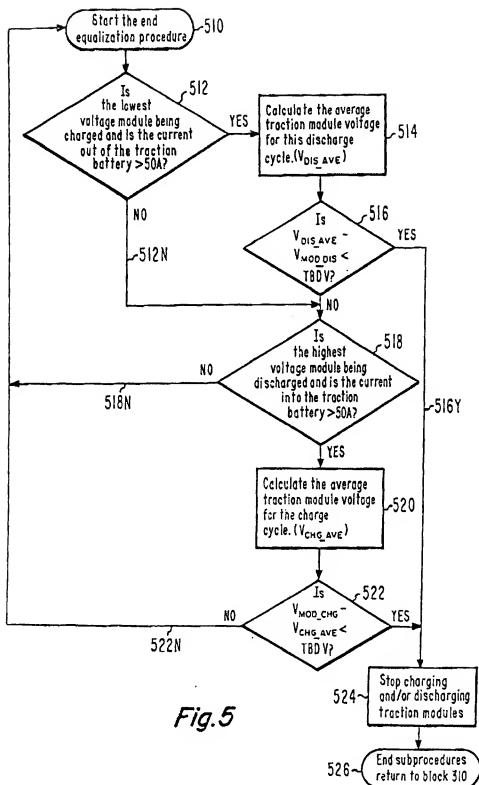 Start the end
equalization procedure
510
Is
the lowest
voltage module being
charged and is the current
out of the traction
battery >50A?
512
YES
Calculate the average
traction module voltage
for this discharge
cycle.(V_DIS_AVE)
514
NO
512N
Is
V_DIS_AVE –
V_MOD_DIS <
TBD V?
516
YES
NO
Is
the highest
voltage module being
discharged and is the current
into the traction
battery >50A?
518
NO
518N
516Y
YES
Calculate the average
traction module voltage
for the charge
cycle.(V_CHG_AVE)
520
Is
V_MOD_CHG –
V_CHG_AVE <
TBD V?
522
NO
522N
YES
Stop charging
and/or discharging
traction modules
524
End subprocedures
return to block 310
526
Fig.5